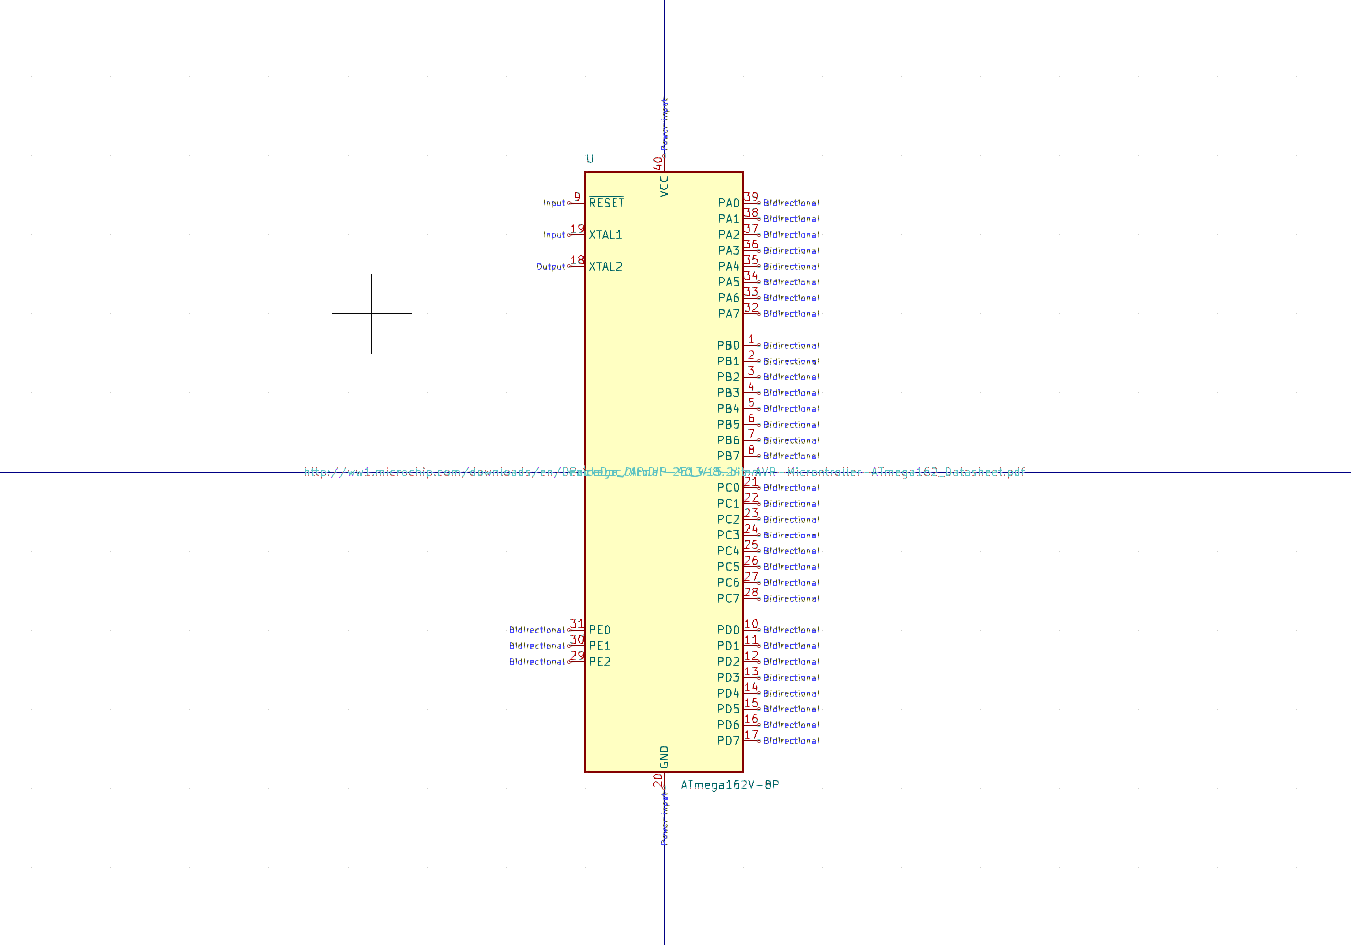 Power input
40
U
VCC
Input 9 RESET
Input 19 XTAL1
Output 18 XTAL2
PA0 39 Bidirectional
PA1 38 Bidirectional
PA2 37 Bidirectional
PA3 36 Bidirectional
PA4 35 Bidirectional
PA5 34 Bidirectional
PA6 33 Bidirectional
PA7 32 Bidirectional
PB0 1 Bidirectional
PB1 2 Bidirectional
PB2 3 Bidirectional
PB3 4 Bidirectional
PB4 5 Bidirectional
PB5 6 Bidirectional
PB6 7 Bidirectional
PB7 8 Bidirectional
http://ww1.microchip.com/downloads/en/ AVR Microntroller ATmega162_Datasheet.pdf
PC0 21 Bidirectional
PC1 22 Bidirectional
PC2 23 Bidirectional
PC3 24 Bidirectional
PC4 25 Bidirectional
PC5 26 Bidirectional
PC6 27 Bidirectional
PC7 28 Bidirectional
Bidirectional 31 PE0
Bidirectional 30 PE1
Bidirectional 29 PE2
PD0 10 Bidirectional
PD1 11 Bidirectional
PD2 12 Bidirectional
PD3 13 Bidirectional
PD4 14 Bidirectional
PD5 15 Bidirectional
PD6 16 Bidirectional
PD7 17 Bidirectional
GND
20
ATmega162V-8P
Power input